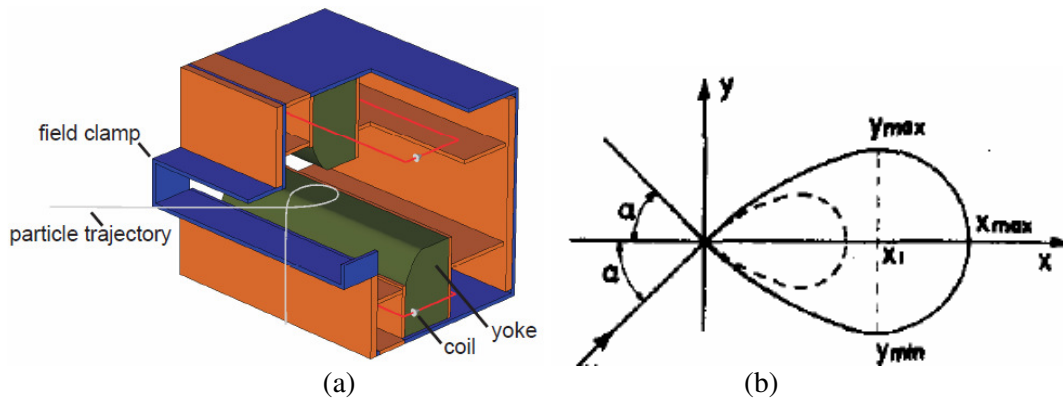 field clamp
particle trajectory
yoke
coil
(a)
y
ymax
α
xmax
x1
x
α
ymin
(b)